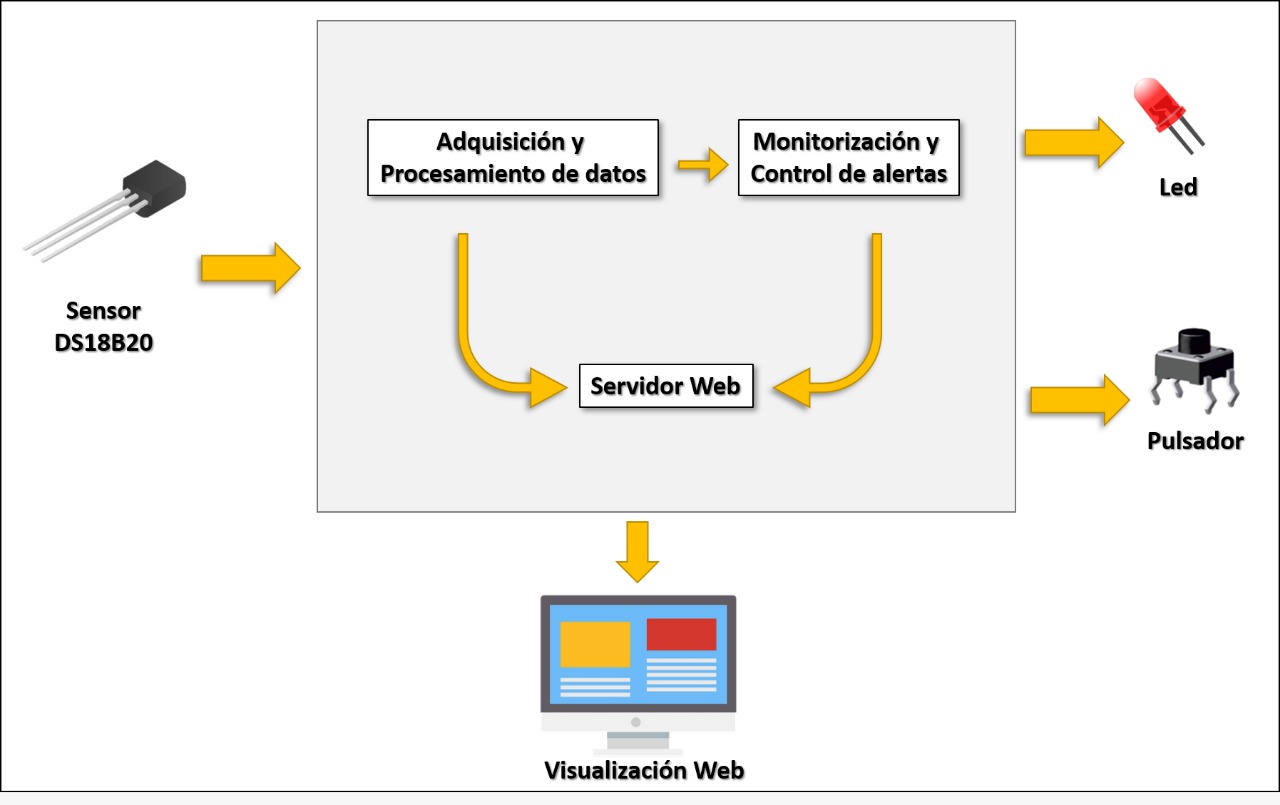 Adquisición y
Procesamiento de datos
Monitorización y
Control de alertas
Led
Sensor
DS18B20
Servidor Web
Pulsador
Visualización Web